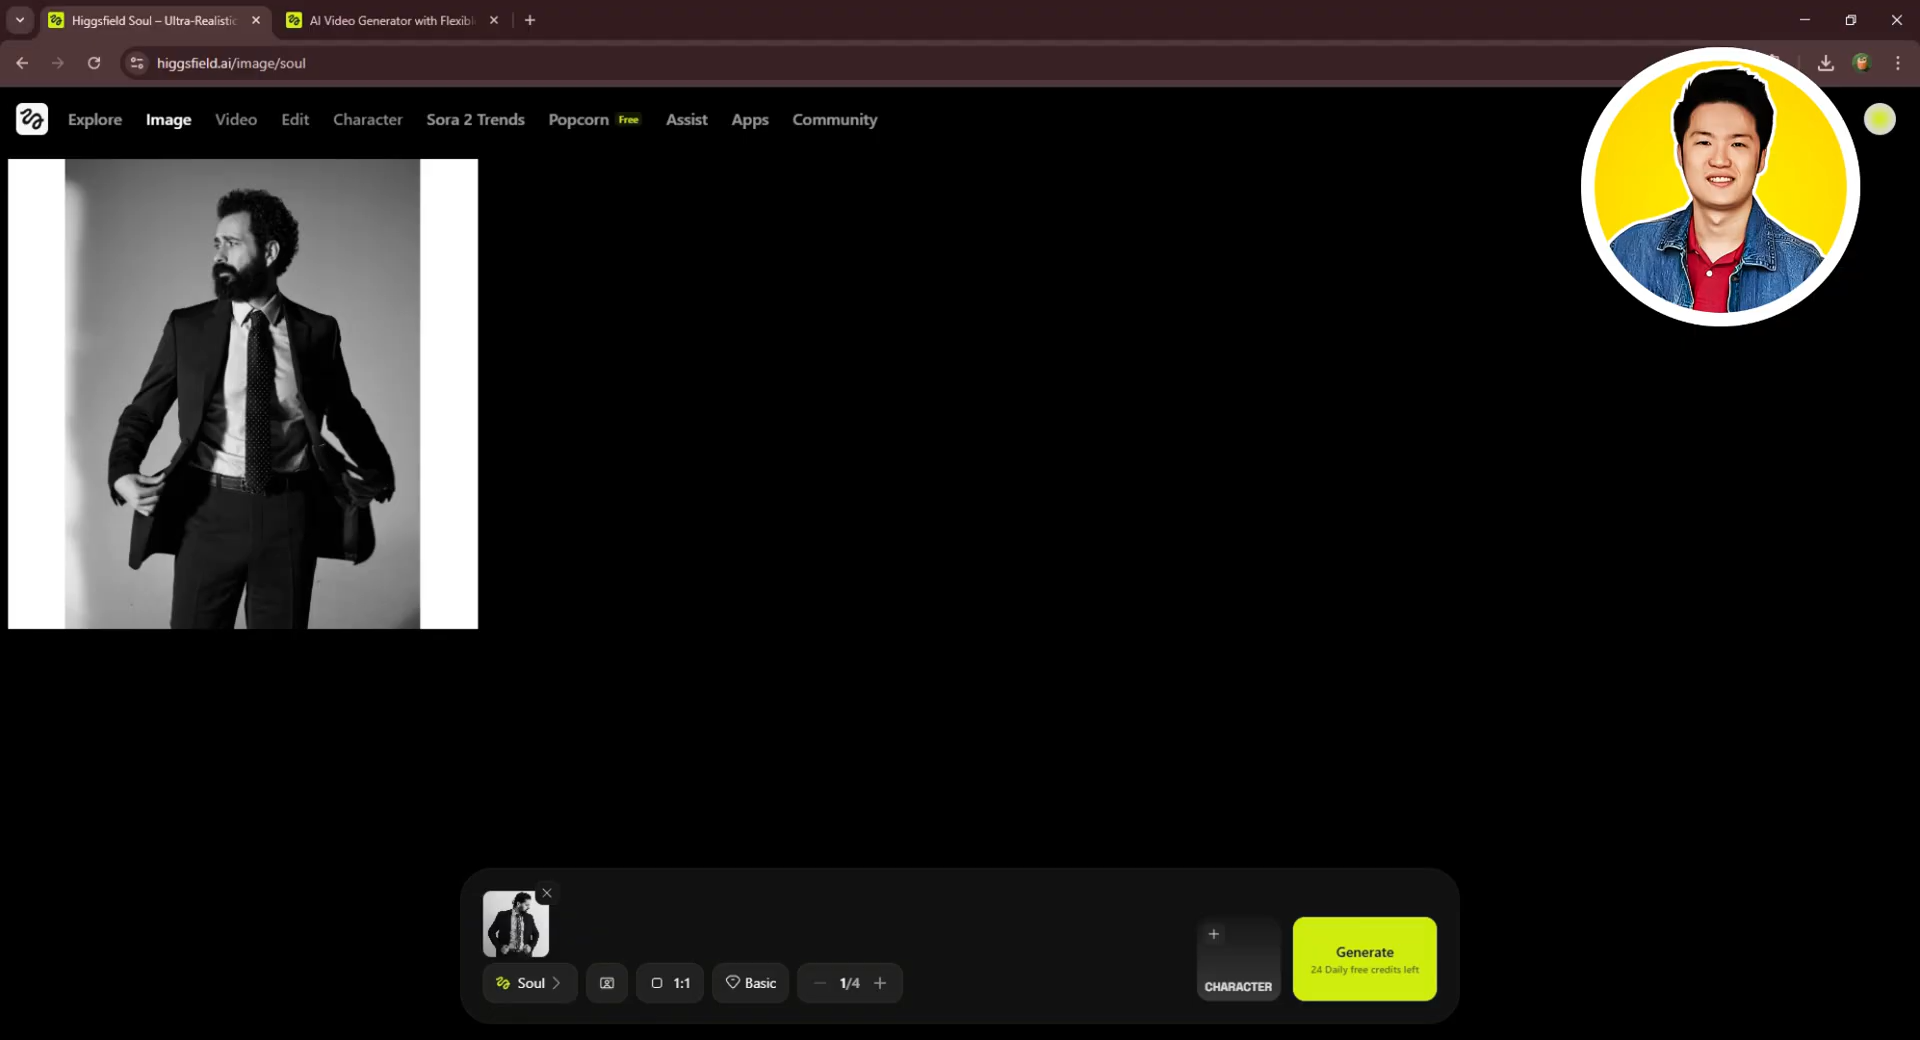 Higgsfield Soul – Ultra-Realistic
AI Video Generator with Flexib
higgsfield.ai/image/soul
Explore
Image
Video
Edit
Character
Sora 2 Trends
Popcorn Free
Assist
Apps
Community
Soul
1:1
Basic
1/4
CHARACTER
Generate
24 Daily free credits left